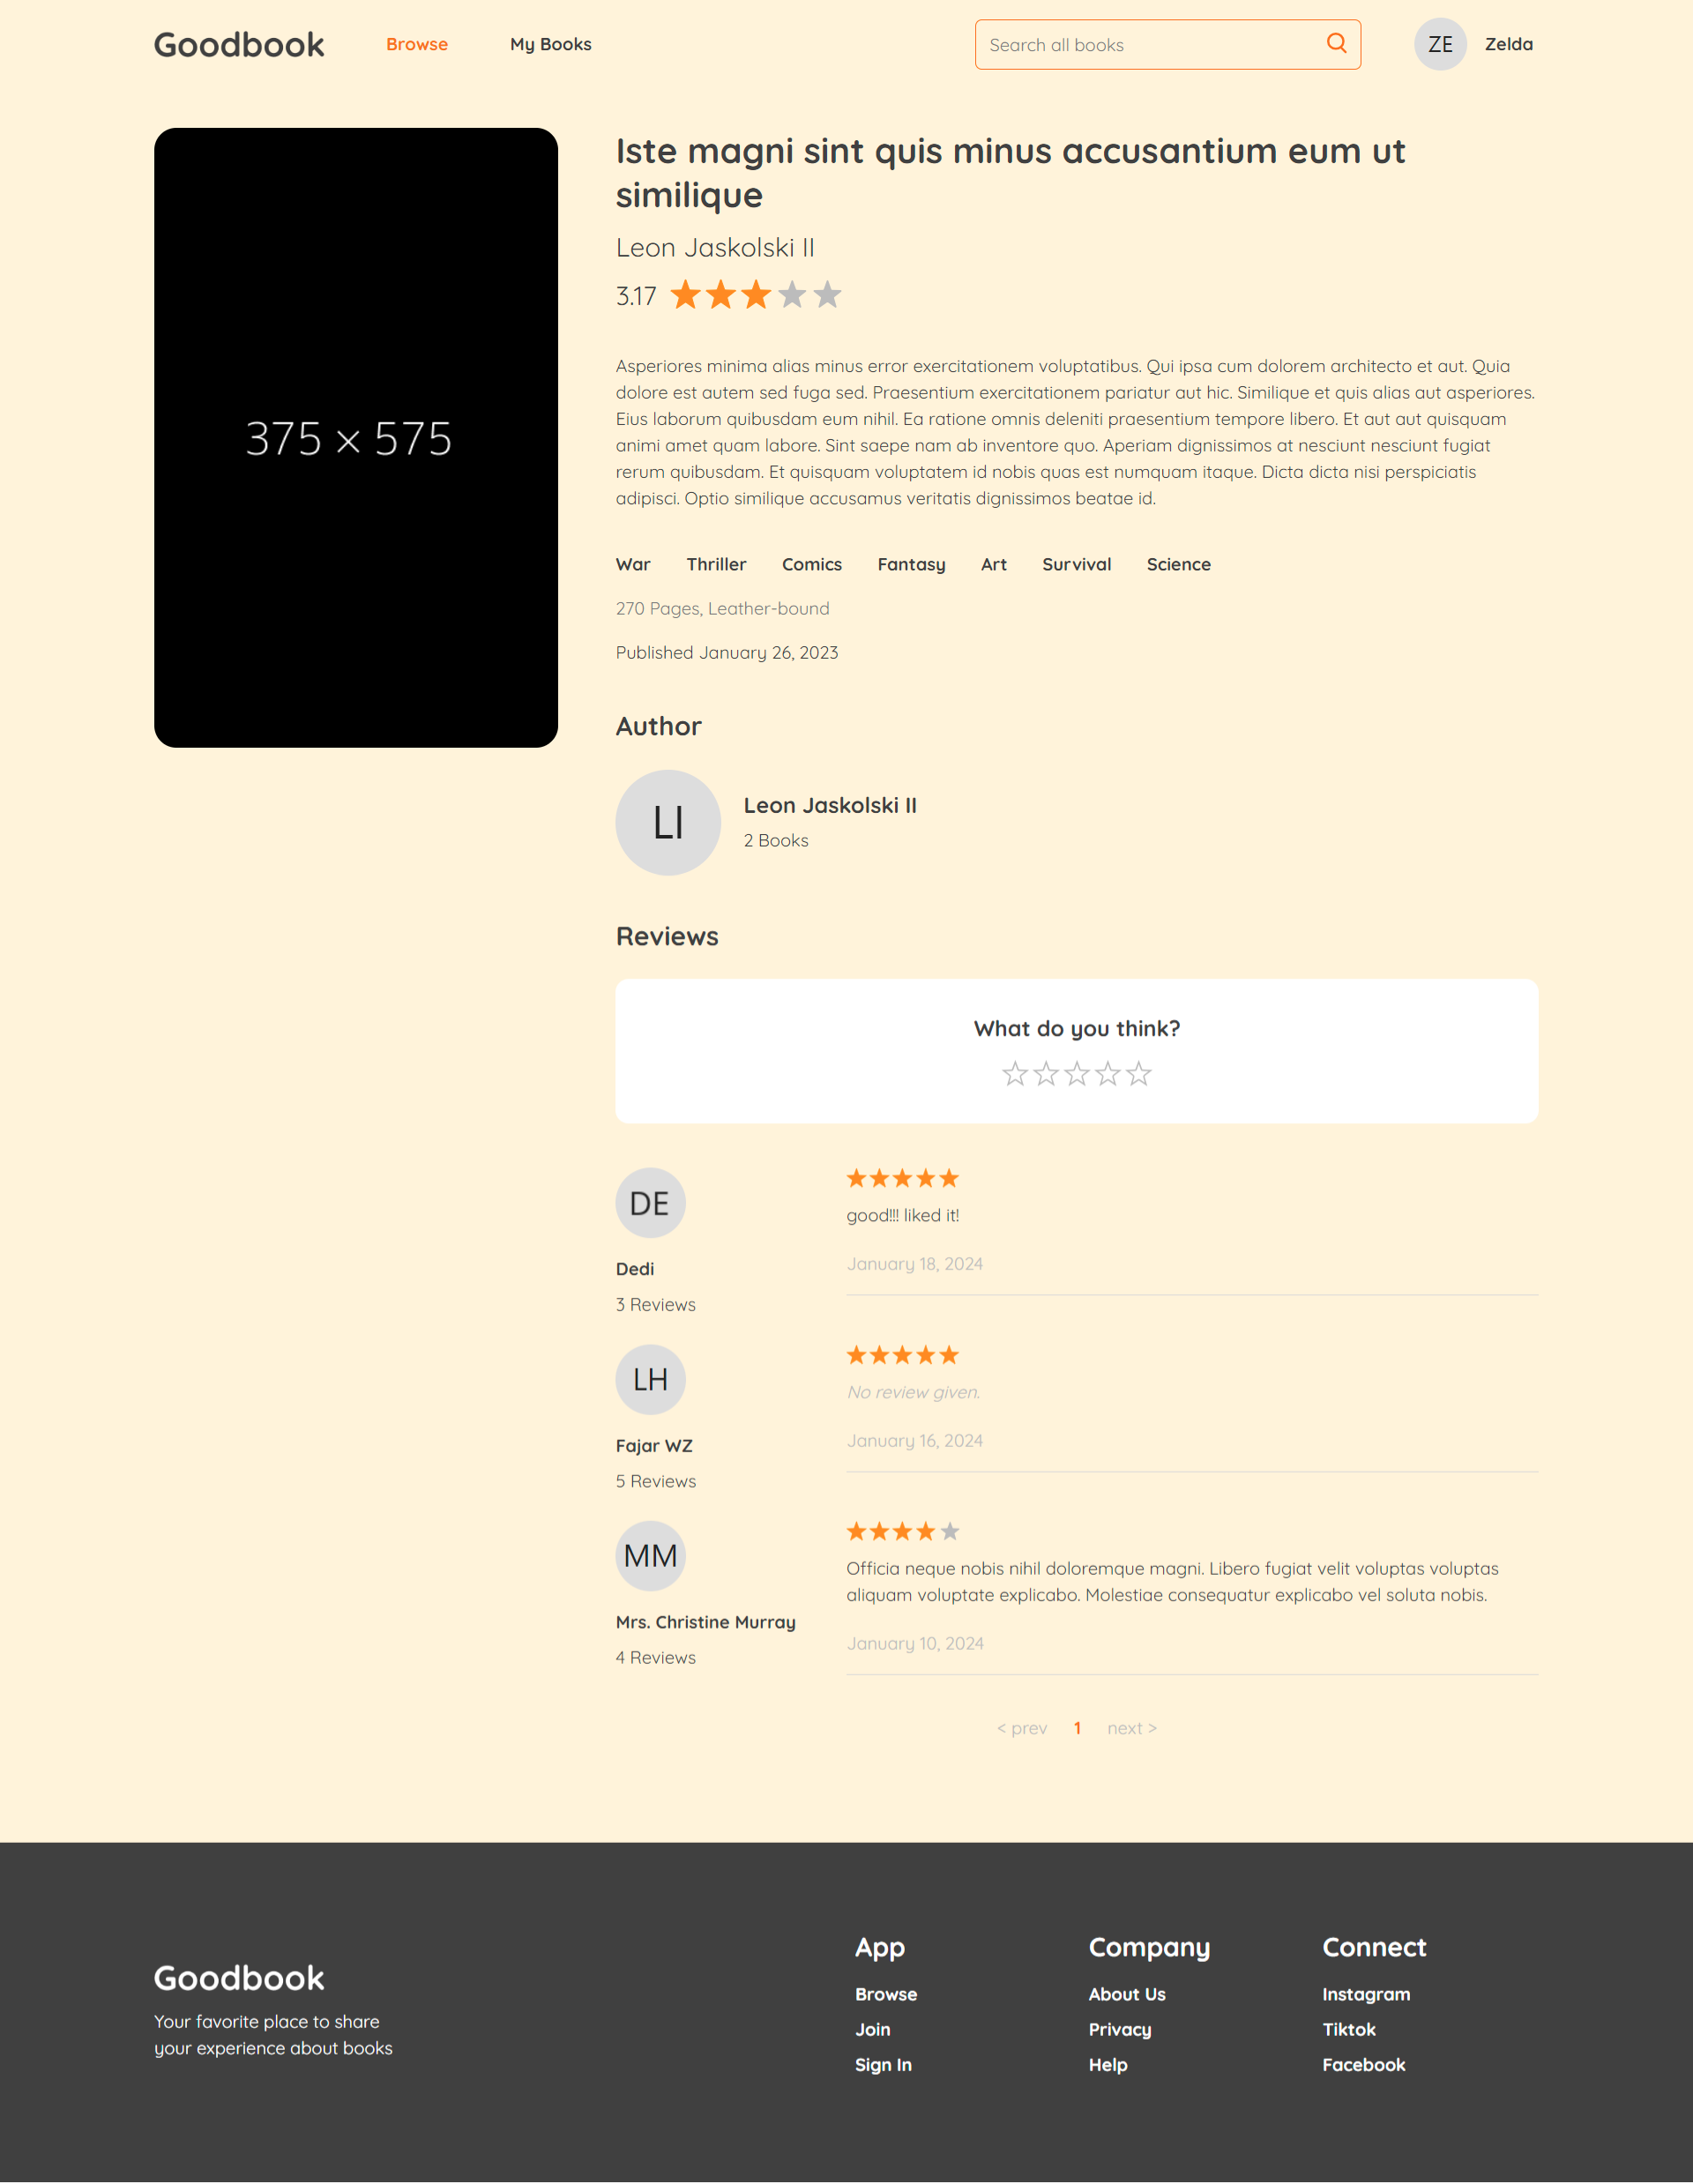 Goodbook
Browse
My Books
Search all books
ZE
Zelda
375 × 575
Iste magni sint quis minus accusantium eum ut
similique
Leon Jaskolski II
3.17
Asperiores minima alias minus error exercitationem voluptatibus. Qui ipsa cum dolorem architecto et aut. Quia
dolore est autem sed fuga sed. Praesentium exercitationem pariatur aut hic. Similique et quis alias aut asperiores.
Eius laborum quibusdam eum nihil. Ea ratione omnis deleniti praesentium tempore libero. Et aut aut quisquam
animi amet quam labore. Sint saepe nam ab inventore quo. Aperiam dignissimos at nesciunt nesciunt fugiat
rerum quibusdam. Et quisquam voluptatem id nobis quas est numquam itaque. Dicta dicta nisi perspiciatis
adipisci. Optio similique accusamus veritatis dignissimos beatae id.
War
Thriller
Comics
Fantasy
Art
Survival
Science
270 Pages, Leather-bound
Published January 26, 2023
Author
LI
Leon Jaskolski II
2 Books
Reviews
What do you think?
DE
Dedi
3 Reviews
good!!! liked it!
January 18, 2024
LH
Fajar WZ
5 Reviews
No review given.
January 16, 2024
MM
Mrs. Christine Murray
4 Reviews
Officia neque nobis nihil doloremque magni. Libero fugiat velit voluptas voluptas
aliquam voluptate explicabo. Molestiae consequatur explicabo vel soluta nobis.
January 10, 2024
< prev
1
next >
Goodbook
Your favorite place to share
your experience about books
App
Browse
Join
Sign In
Company
About Us
Privacy
Help
Connect
Instagram
Tiktok
Facebook